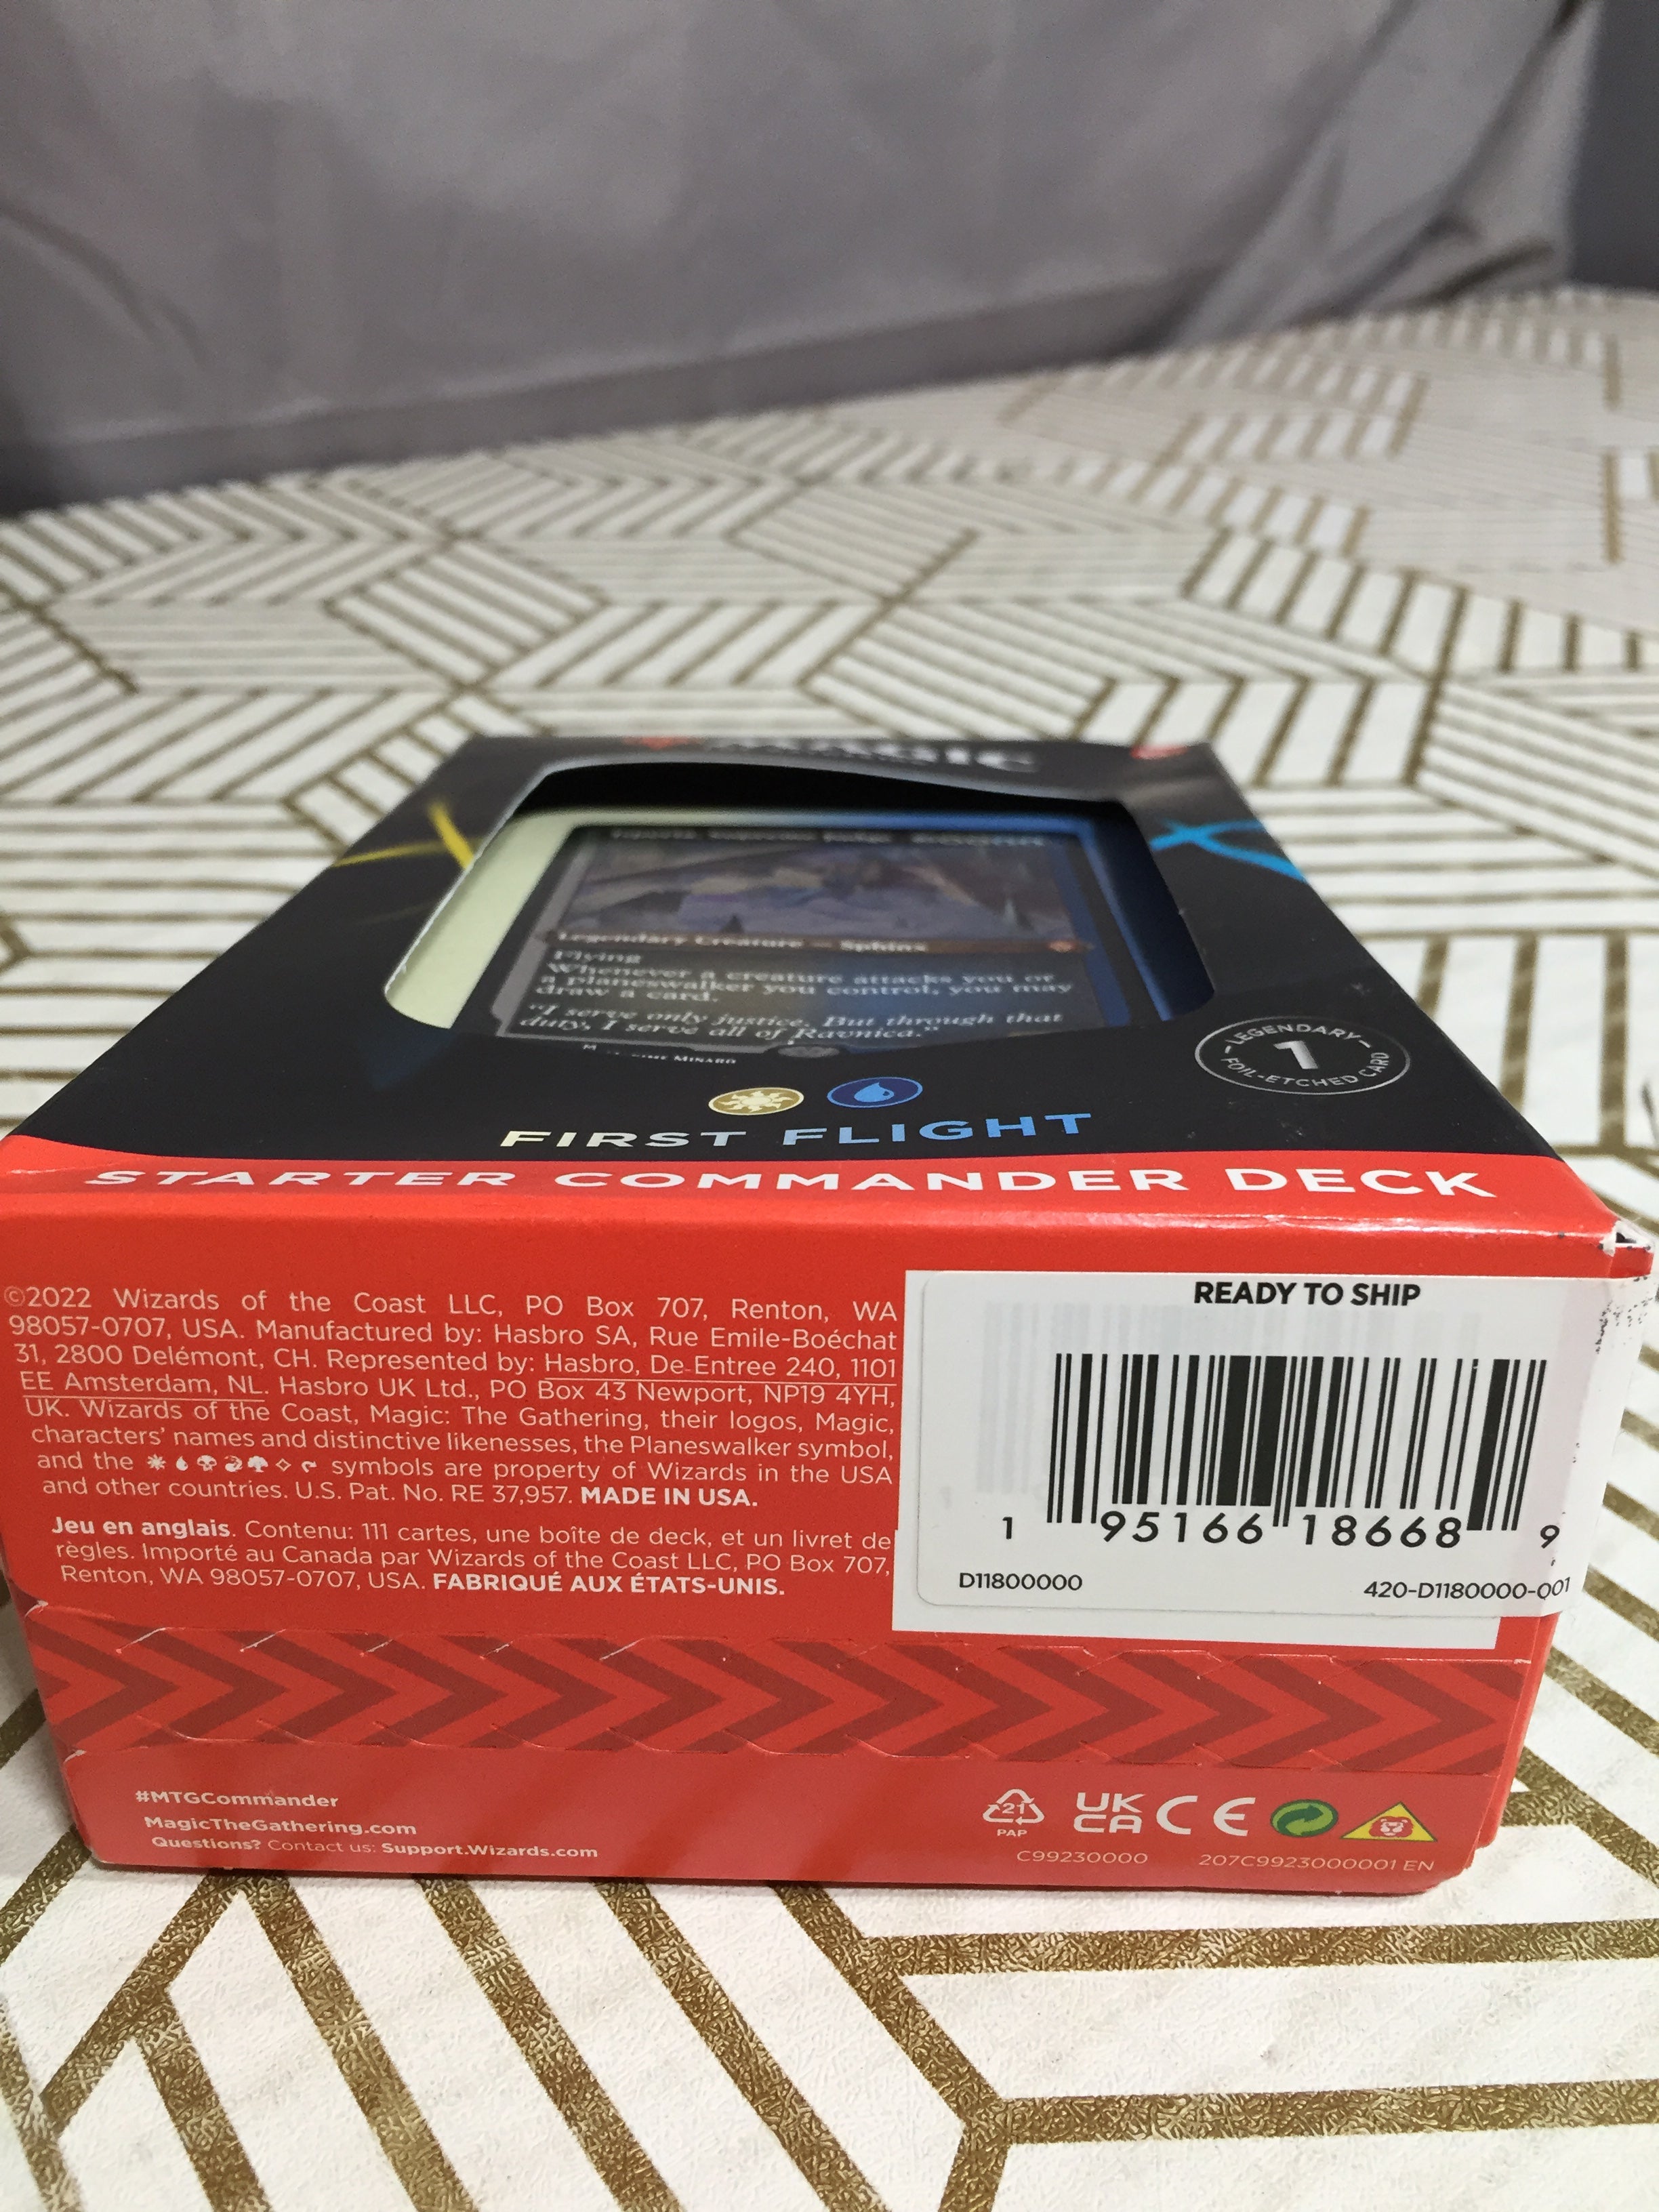 MAGIC
Legendary Creature — Sphinx
Flying
Whenever a creature attacks you or
a planeswalker you control, you may
draw a card.
"I serve only justice. But through that
duty, I serve all of Ravnica."
MINARD
LEGENDARY
1
FOIL-ETCHED CARD
FIRST FLIGHT
STARTER COMMANDER DECK
©2022 Wizards of the Coast LLC, PO Box 707, Renton, WA
98057-0707, USA. Manufactured by: Hasbro SA, Rue Emile-Boéchat
31, 2800 Delémont, CH. Represented by: Hasbro, De Entree 240, 1101
EE Amsterdam, NL. Hasbro UK Ltd., PO Box 43 Newport, NP19 4YH,
UK. Wizards of the Coast, Magic: The Gathering, their logos, Magic,
characters' names and distinctive likenesses, the Planeswalker symbol,
and the symbols are property of Wizards in the USA
and other countries. U.S. Pat. No. RE 37,957. MADE IN USA.
Jeu en anglais. Contenu: 111 cartes, une boîte de deck, et un livret de
règles. Importé au Canada par Wizards of the Coast LLC, PO Box 707,
Renton, WA 98057-0707, USA. FABRIQUÉ AUX ÉTATS-UNIS.
READY TO SHIP
1 95166 18668 9
D11800000
420-D1180000-001
#MTGCommander
MagicTheGathering.com
Questions? Contact us: Support.Wizards.com
21
PAP
UK
CA
CE
C99230000
207C9923000001 EN